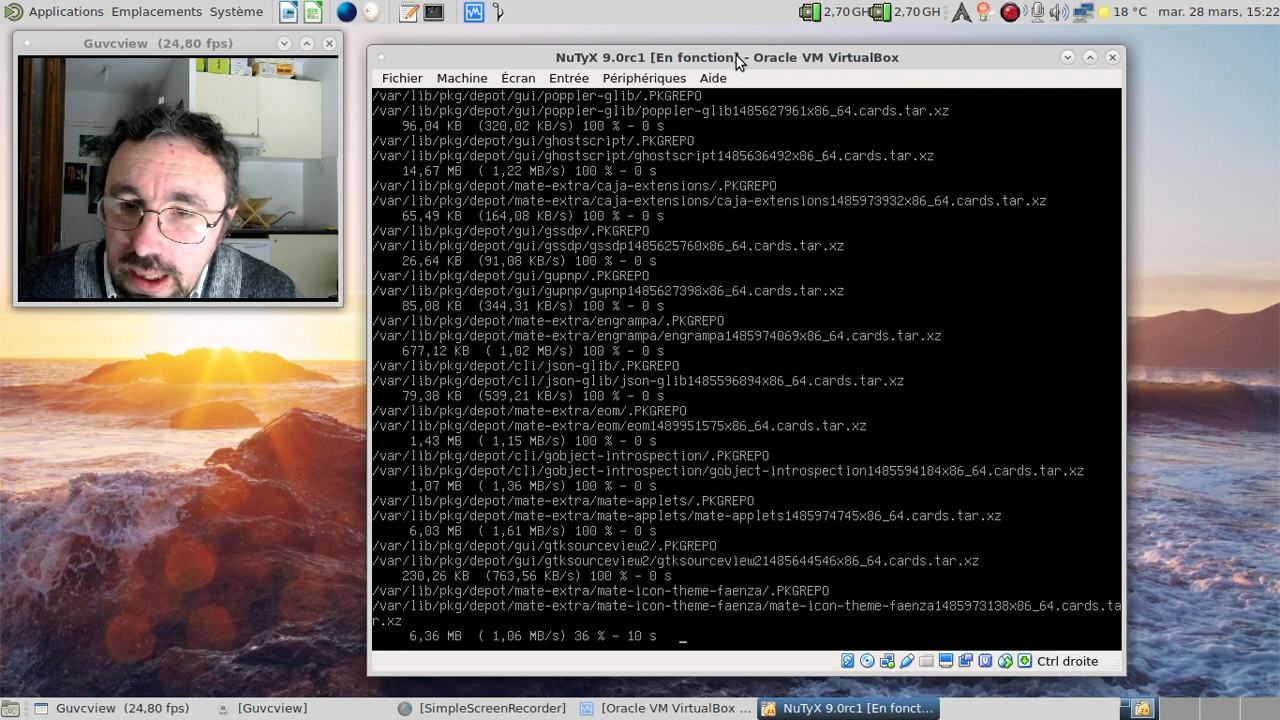 Applications Emplacements Système 2,70 GH 2,70 GH 18 °C mar. 28 mars, 15:22
Guvcview (24,80 fps)
NuTyX 9.0rc1 [En fonction] - Oracle VM VirtualBox
Fichier Machine Écran Entrée Périphériques Aide
/var/lib/pkg/depot/gui/poppler-glib/.PKGREPO
/var/lib/pkg/depot/gui/poppler-glib/poppler-glib1485627961x86_64.cards.tar.xz
96,04 KB (320,02 KB/s) 100 % - 0 s
/var/lib/pkg/depot/gui/ghostscript/.PKGREPO
/var/lib/pkg/depot/gui/ghostscript/ghostscript1485636492x86_64.cards.tar.xz
14,67 MB ( 1,22 MB/s) 100 % - 0 s
/var/lib/pkg/depot/mate-extra/caja-extensions/.PKGREPO
/var/lib/pkg/depot/mate-extra/caja-extensions/caja-extensions1485973932x86_64.cards.tar.xz
65,49 KB (164,08 KB/s) 100 % - 0 s
/var/lib/pkg/depot/gui/gssdp/.PKGREPO
/var/lib/pkg/depot/gui/gssdp/gssdp1485625760x86_64.cards.tar.xz
26,64 KB (91,08 KB/s) 100 % - 0 s
/var/lib/pkg/depot/gui/gupnp/.PKGREPO
/var/lib/pkg/depot/gui/gupnp/gupnp1485627398x86_64.cards.tar.xz
85,08 KB (344,31 KB/s) 100 % - 0 s
/var/lib/pkg/depot/mate-extra/engrampa/.PKGREPO
/var/lib/pkg/depot/mate-extra/engrampa/engrampa1485974069x86_64.cards.tar.xz
677,12 KB ( 1,02 MB/s) 100 % - 0 s
/var/lib/pkg/depot/cli/json-glib/.PKGREPO
/var/lib/pkg/depot/cli/json-glib/json-glib1485596894x86_64.cards.tar.xz
79,38 KB (539,21 KB/s) 100 % - 0 s
/var/lib/pkg/depot/mate-extra/eom/.PKGREPO
/var/lib/pkg/depot/mate-extra/eom/eom1489951575x86_64.cards.tar.xz
1,43 MB ( 1,15 MB/s) 100 % - 0 s
/var/lib/pkg/depot/cli/gobject-introspection/.PKGREPO
/var/lib/pkg/depot/cli/gobject-introspection/gobject-introspection1485594184x86_64.cards.tar.xz
1,07 MB ( 1,36 MB/s) 100 % - 0 s
/var/lib/pkg/depot/mate-extra/mate-applets/.PKGREPO
/var/lib/pkg/depot/mate-extra/mate-applets/mate-applets1485974745x86_64.cards.tar.xz
6,03 MB ( 1,61 MB/s) 100 % - 0 s
/var/lib/pkg/depot/gui/gtksourceview2/.PKGREPO
/var/lib/pkg/depot/gui/gtksourceview2/gtksourceview21485644546x86_64.cards.tar.xz
230,26 KB (763,56 KB/s) 100 % - 0 s
/var/lib/pkg/depot/mate-extra/mate-icon-theme-faenza/.PKGREPO
/var/lib/pkg/depot/mate-extra/mate-icon-theme-faenza/mate-icon-theme-faenza1485973138x86_64.cards.ta
r.xz
6,36 MB ( 1,06 MB/s) 36 % - 10 s _
Ctrl droite
Guvcview (24,80 fps) [Guvcview] [SimpleScreenRecorder] [Oracle VM VirtualBox ... NuTyX 9.0rc1 [En fonct...